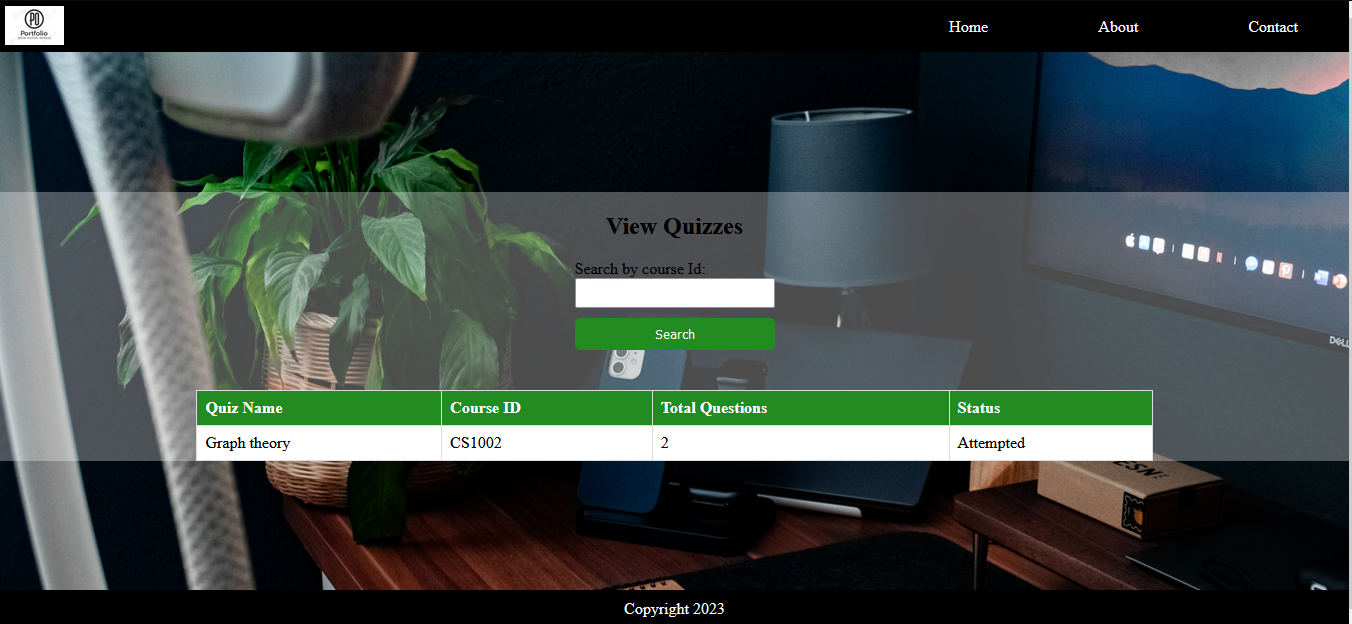 PO
Portfolio
Home About Contact
View Quizzes
Search by course Id:
Search
Quiz Name Course ID Total Questions Status
Graph theory CS1002 2 Attempted
DELL
Copyright 2023